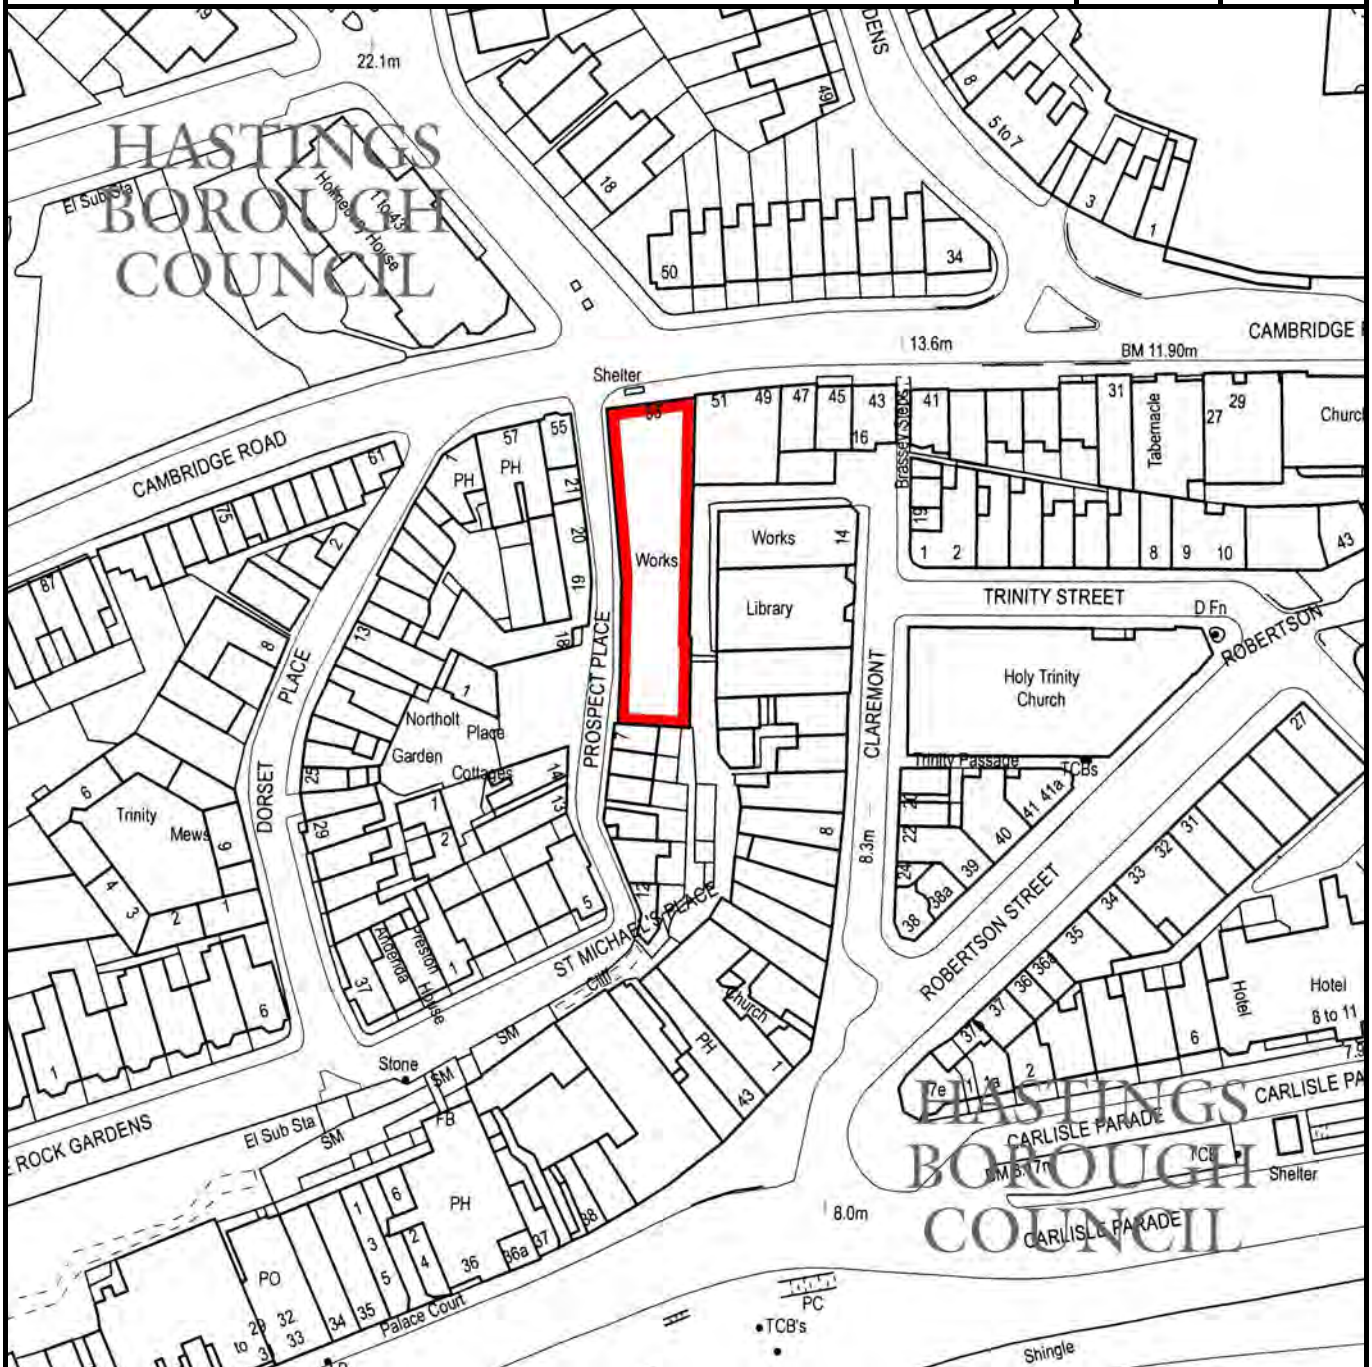 DENS
22.1m
49
8
5 to 7
3
1
HASTINGS
BOROUGH
COUNCIL
El Sub Sta
Holmesdale House
1 to 43
18
50
34
13.6m
BM 11.90m
CAMBRIDGE
Shelter
51
49
47
45
43
41
31
Tabernacle
27
29
16
Brassey Steps
57
55
PH
PH
1
21
20
19
18
CAMBRIDGE ROAD
61
75
87
2
8
13
Works
Works
14
Library
19
1
2
8
9
10
43
TRINITY STREET
D Fn
ROBERTSON
PROSPECT PLACE
CLAREMONT
Holy Trinity
Church
Trinity Passage
TCBs
DORSET
PLACE
Northolt
Place
1
Garden
Cottages
14
13
25
29
1
2
7
12
5
6
Trinity
Mews
9
4
3
2
1
8
8.3m
22
24
38
38a
39
40
41
41a
27
31
32
33
34
35
36
36a
37
ROBERTSON STREET
ST MICHAEL'S PLACE
Cliff
Church
PH
1
43
37
Anderida
Preston
House
1
6
1
Stone
SM
SM
FB
El Sub Sta
SM
ROCK GARDENS
Hotel
Hotel
8 to 11
6
2
1a
1
HASTINGS
BOROUGH
COUNCIL
CARLISLE PA
CARLISLE PARADE
Shelter
CARLISLE PARADE
8.0m
PH
6
1
3
5
2
4
36
36a
37
38
PO
32
33
34
35
Palace Court
PC
TCB's
Shingle